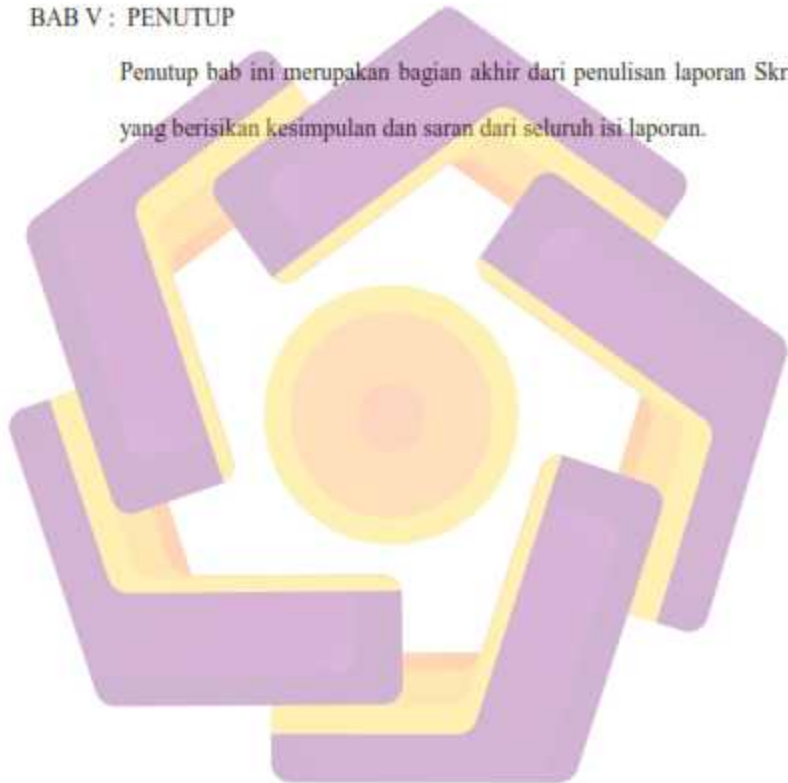 BAB V : PENUTUP
Penutup bab ini merupakan bagian akhir dari penulisan laporan Skr
yang berisikan kesimpulan dan saran dari seluruh isi laporan.